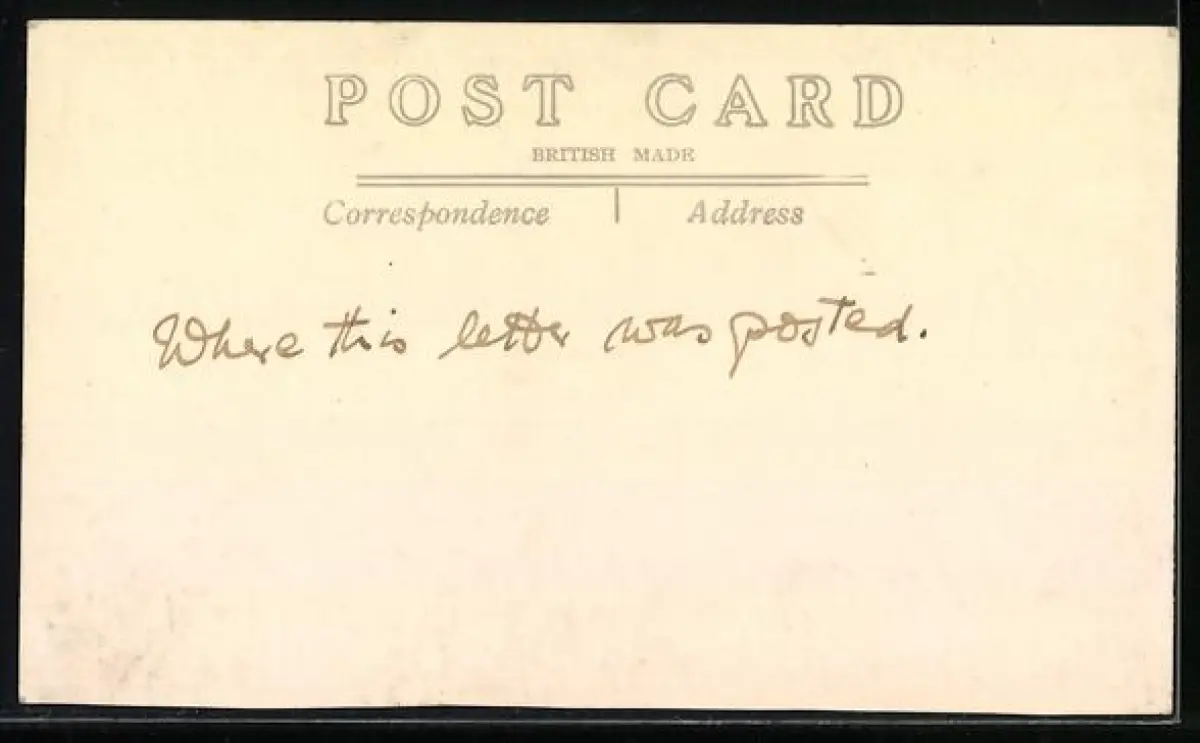 POST CARD
BRITISH MADE
Correspondence | Address
Where this letter was posted.